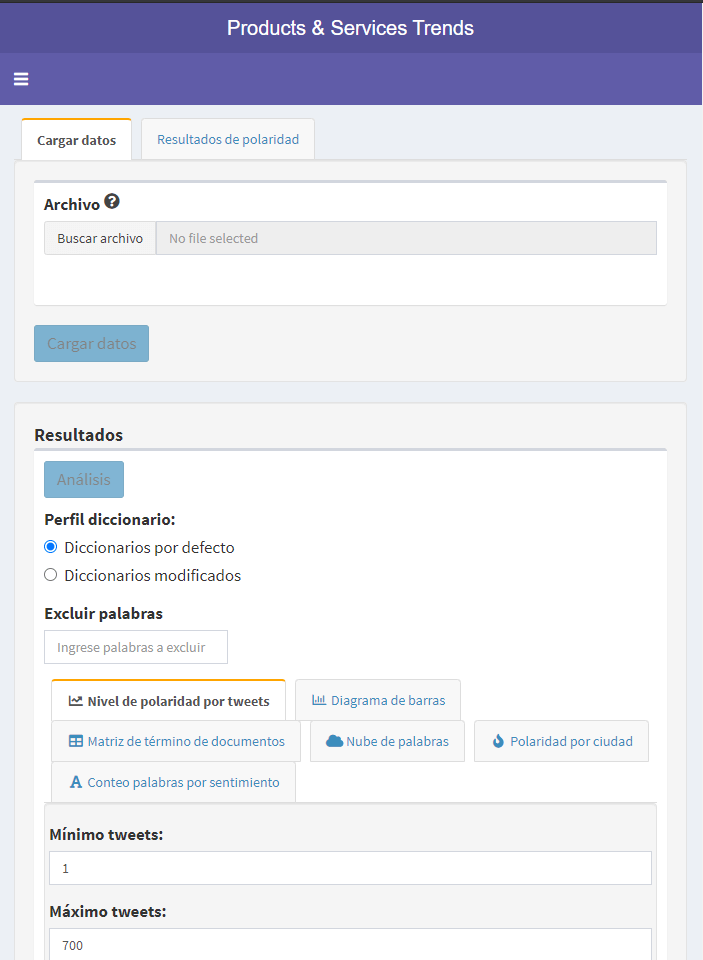 Products & Services Trends
Cargar datos
Resultados de polaridad
Archivo
Buscar archivo
No file selected
Cargar datos
Resultados
Análisis
Perfil diccionario:
Diccionarios por defecto
Diccionarios modificados
Excluir palabras
Ingrese palabras a excluir
Nivel de polaridad por tweets
Diagrama de barras
Matriz de término de documentos
Nube de palabras
Polaridad por ciudad
Conteo palabras por sentimiento
Mínimo tweets:
1
Máximo tweets:
700